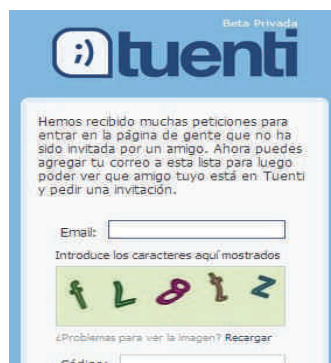 Beta Privada
;) tuenti
Hemos recibido muchas peticiones para
entrar en la página de gente que no ha
sido invitada por un amigo. Ahora puedes
agregar tu correo a esta lista para luego
poder ver que amigo tuyo está en Tuenti
y pedir una invitación.
Email:
Introduce los caracteres aquí mostrados
f L 8 t z
¿Problemas para ver la imagen? Recargar
Código: